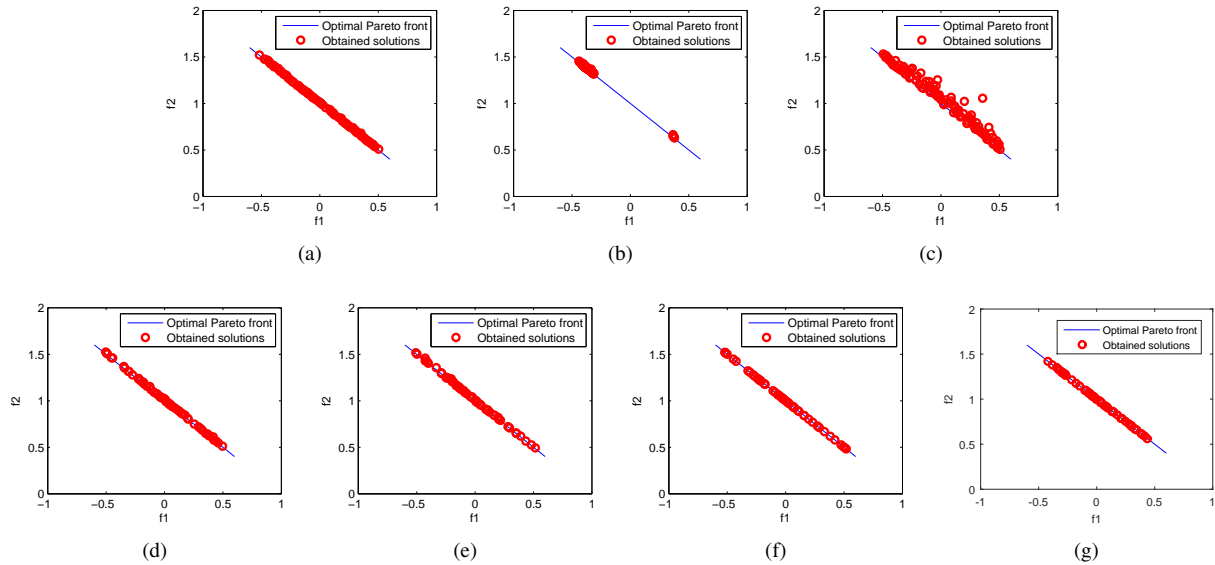 2
Optimal Pareto front
Obtained solutions
1.5
f2
1
0.5
0
−1
−0.5
0
0.5
1
f1
(a)
2
Optimal Pareto front
Obtained solutions
1.5
f2
1
0.5
0
−1
−0.5
0
0.5
1
f1
(b)
2
Optimal Pareto front
Obtained solutions
1.5
f2
1
0.5
0
−1
−0.5
0
0.5
1
f1
(c)
2
Optimal Pareto front
Obtained solutions
1.5
f2
1
0.5
0
−1
−0.5
0
0.5
1
f1
(d)
2
Optimal Pareto front
Obtained solutions
1.5
f2
1
0.5
0
−1
−0.5
0
0.5
1
f1
(e)
2
Optimal Pareto front
Obtained solutions
1.5
f2
1
0.5
0
−1
−0.5
0
0.5
1
f1
(f)
2
Optimal Pareto front
Obtained solutions
1.5
f2
1
0.5
0
-1
-0.5
0
0.5
1
f1
(g)